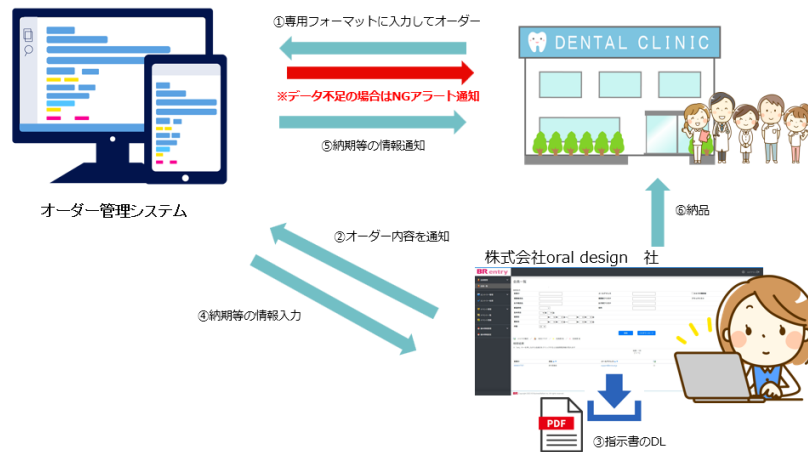 ①専用フォーマットに入力してオーダー
DENTAL CLINIC
※データ不足の場合はNGアラート通知
⑤納期等の情報通知
オーダー管理システム
②オーダー内容を通知
⑥納品
株式会社oral design　社
BR entry
④納期等の情報入力
PDF
③指示書のDL